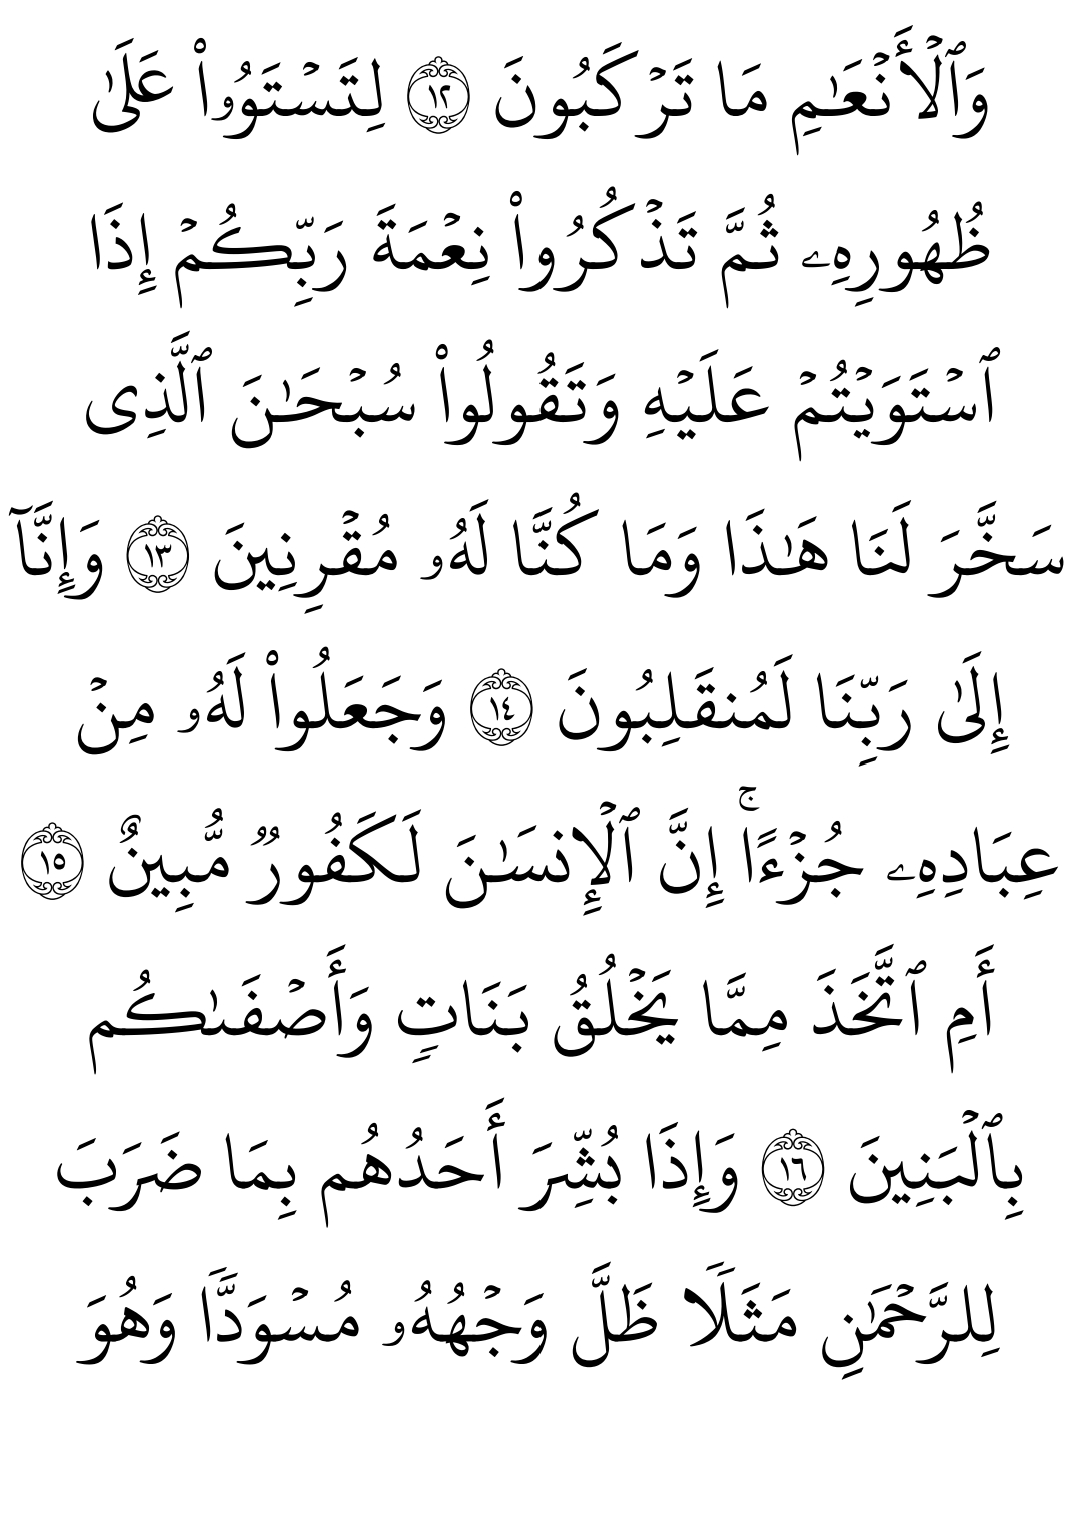 وَٱلۡأَنۡعَٰمِ مَا تَرۡكَبُونَ ١٢ لِتَسۡتَوُۥاْ عَلَىٰ
ظُهُورِهِۦ ثُمَّ تَذۡكُرُواْ نِعۡمَةَ رَبِّكُمۡ إِذَا
ٱسۡتَوَيۡتُمۡ عَلَيۡهِ وَتَقُولُواْ سُبۡحَٰنَ ٱلَّذِى
سَخَّرَ لَنَا هَٰذَا وَمَا كُنَّا لَهُۥ مُقۡرِنِينَ ١٣ وَإِنَّآ
إِلَىٰ رَبِّنَا لَمُنقَلِبُونَ ١٤ وَجَعَلُواْ لَهُۥ مِنۡ
عِبَادِهِۦ جُزۡءًاۚ إِنَّ ٱلۡإِنسَٰنَ لَكَفُورٞ مُّبِينٌ ١٥
أَمِ ٱتَّخَذَ مِمَّا يَخۡلُقُ بَنَاتٖ وَأَصۡفَىٰكُم
بِٱلۡبَنِينَ ١٦ وَإِذَا بُشِّرَ أَحَدُهُم بِمَا ضَرَبَ
لِلرَّحۡمَٰنِ مَثَلٗا ظَلَّ وَجۡهُهُۥ مُسۡوَدّٗا وَهُوَ